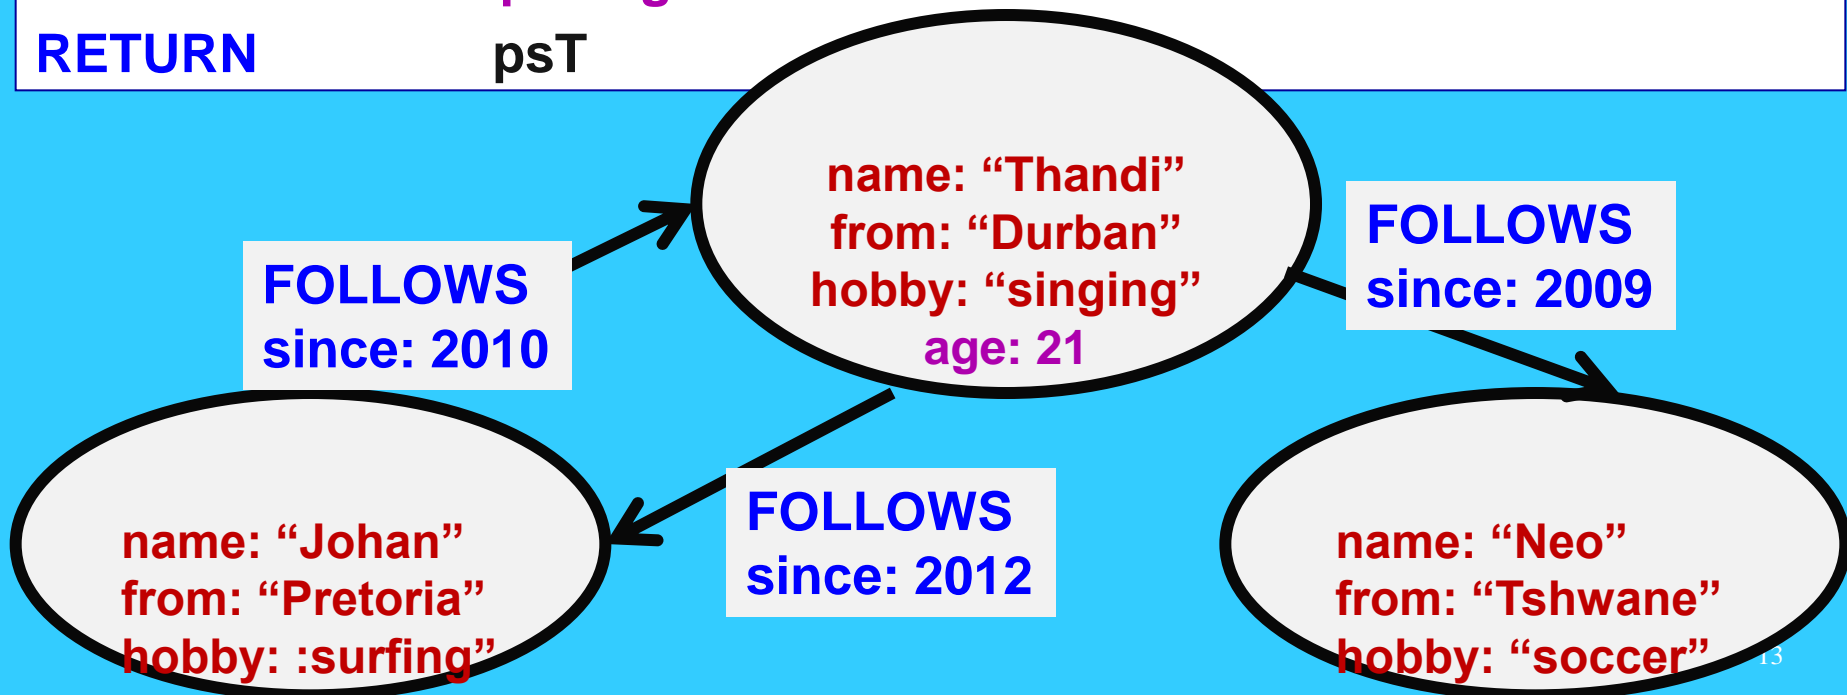 RETURN psT
name: “Thandi”
from: “Durban”
hobby: “singing”
age: 21
FOLLOWS
since: 2009
FOLLOWS
since: 2010
FOLLOWS
since: 2012
name: “Johan”
from: “Pretoria”
hobby: :surfing”
name: “Neo”
from: “Tshwane”
hobby: “soccer”
13